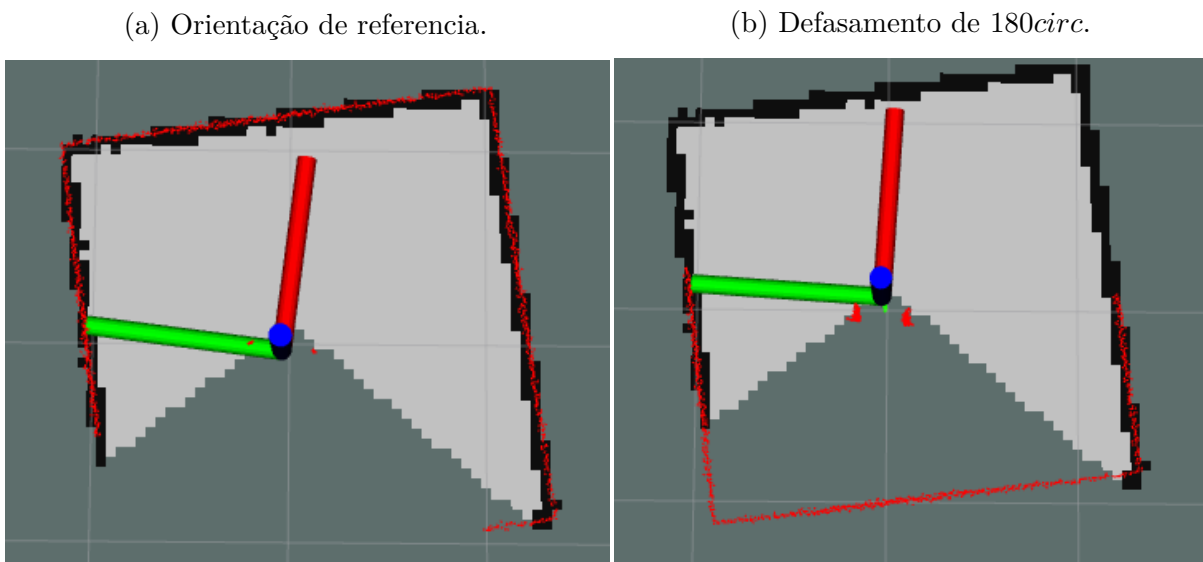 (a) Orientação de referencia.
(b) Defasamento de 180circ.